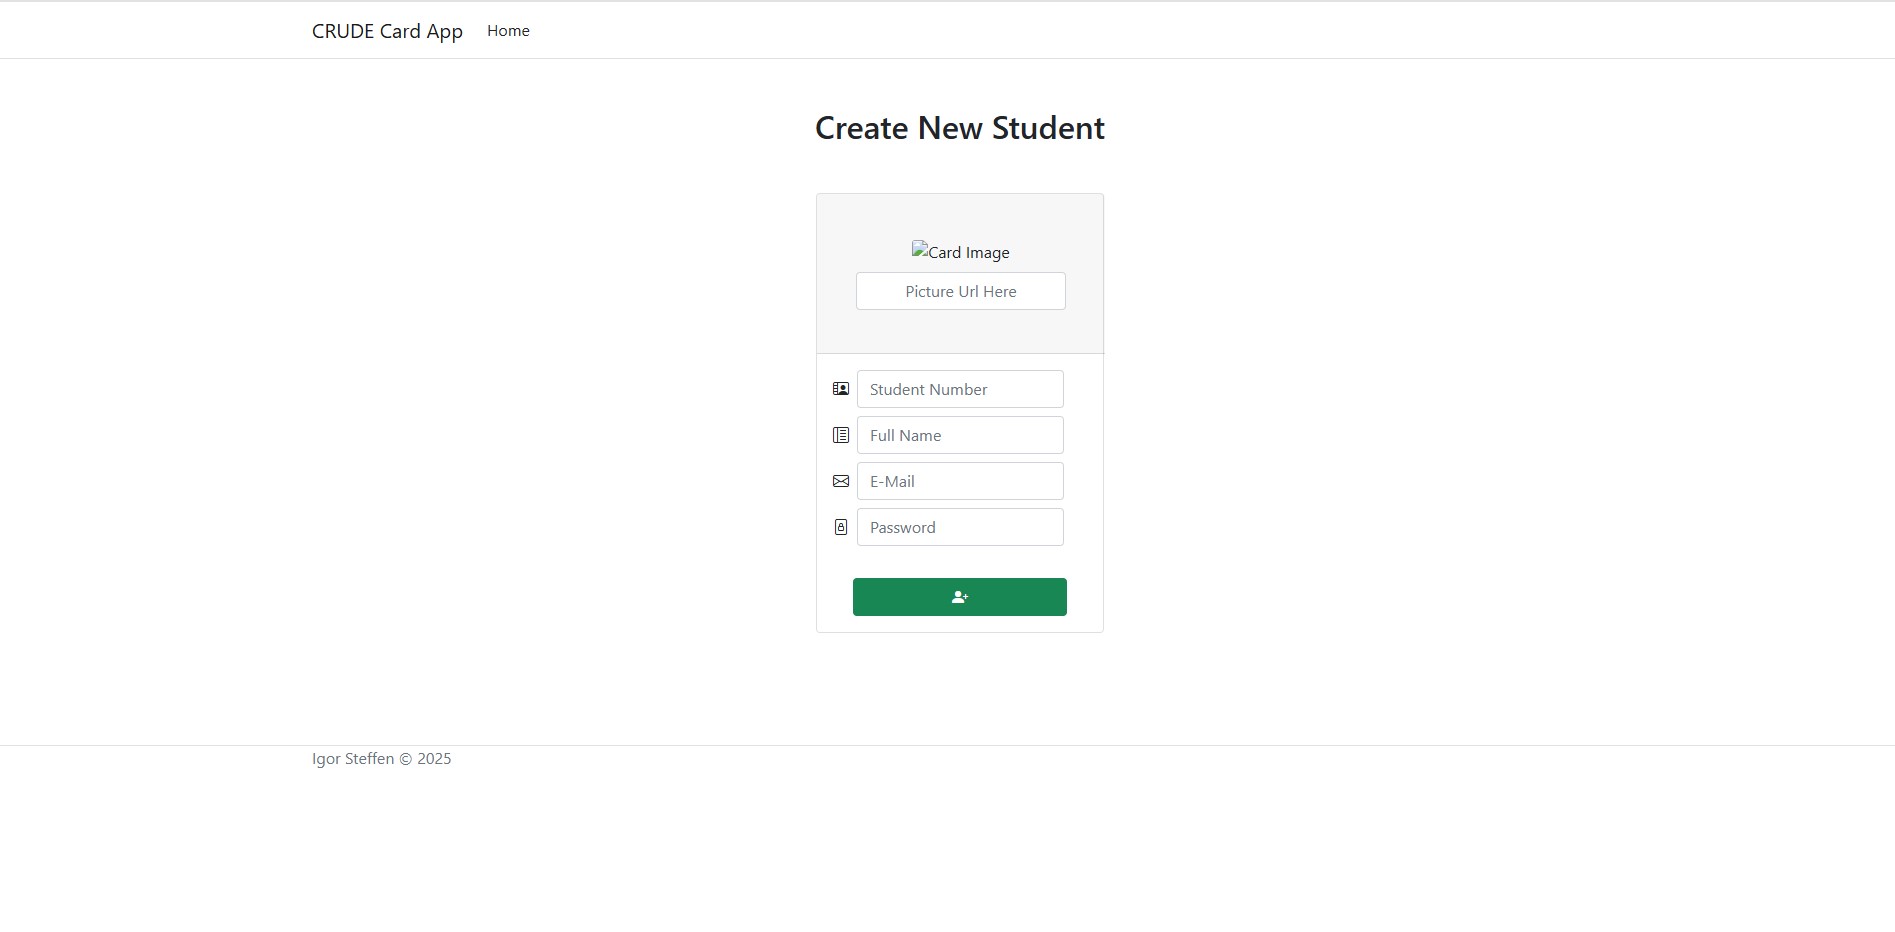 CRUDE Card App Home
Create New Student
Card Image
Picture Url Here
Student Number
Full Name
E-Mail
Password
Igor Steffen © 2025